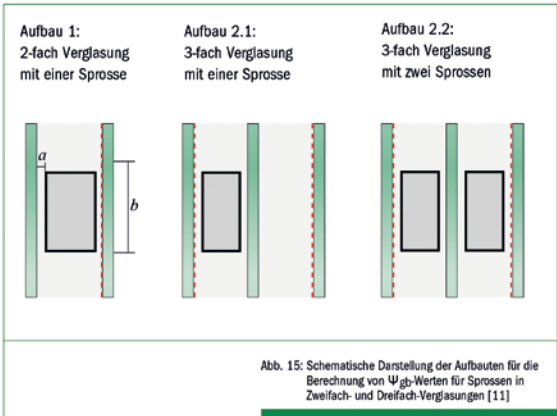 Aufbau 1:
2-fach Verglasung
mit einer Sprosse
Aufbau 2.1:
3-fach Verglasung
mit einer Sprosse
Aufbau 2.2:
3-fach Verglasung
mit zwei Sprossen
a
b
Abb. 15: Schematische Darstellung der Aufbauten für die
Berechnung von Ψgb-Werten für Sprossen in
Zweifach- und Dreifach-Verglasungen [11]